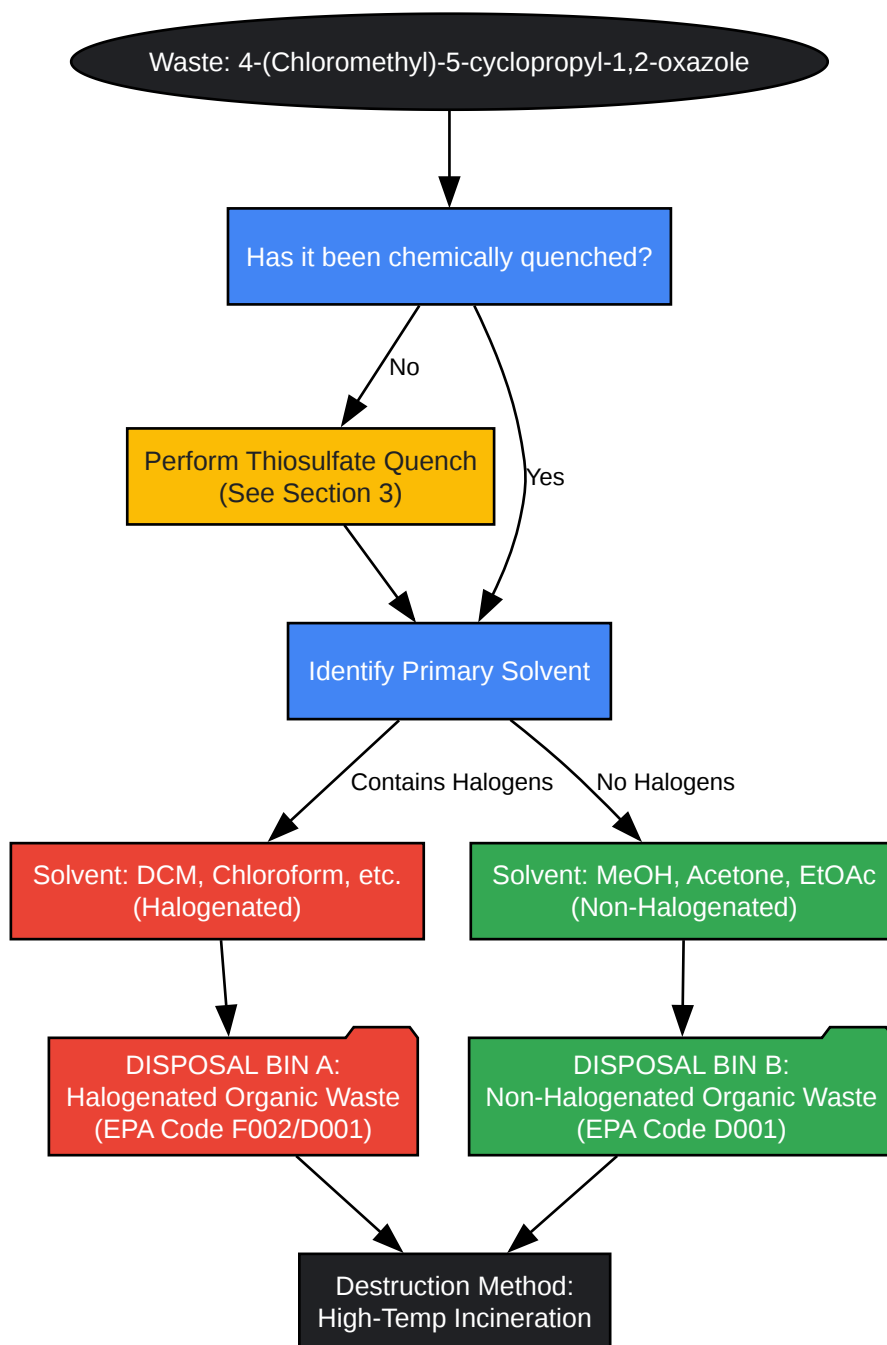 Waste: 4-(Chloromethyl)-5-cyclopropyl-1,2-oxazole
Has it been chemically quenched?
No
Perform Thiosulfate Quench
(See Section 3)
Yes
Identify Primary Solvent
Contains Halogens
No Halogens
Solvent: DCM, Chloroform, etc.
(Halogenated)
Solvent: MeOH, Acetone, EtOAc
(Non-Halogenated)
DISPOSAL BIN A:
Halogenated Organic Waste
(EPA Code F002/D001)
DISPOSAL BIN B:
Non-Halogenated Organic Waste
(EPA Code D001)
Destruction Method:
High-Temp Incineration